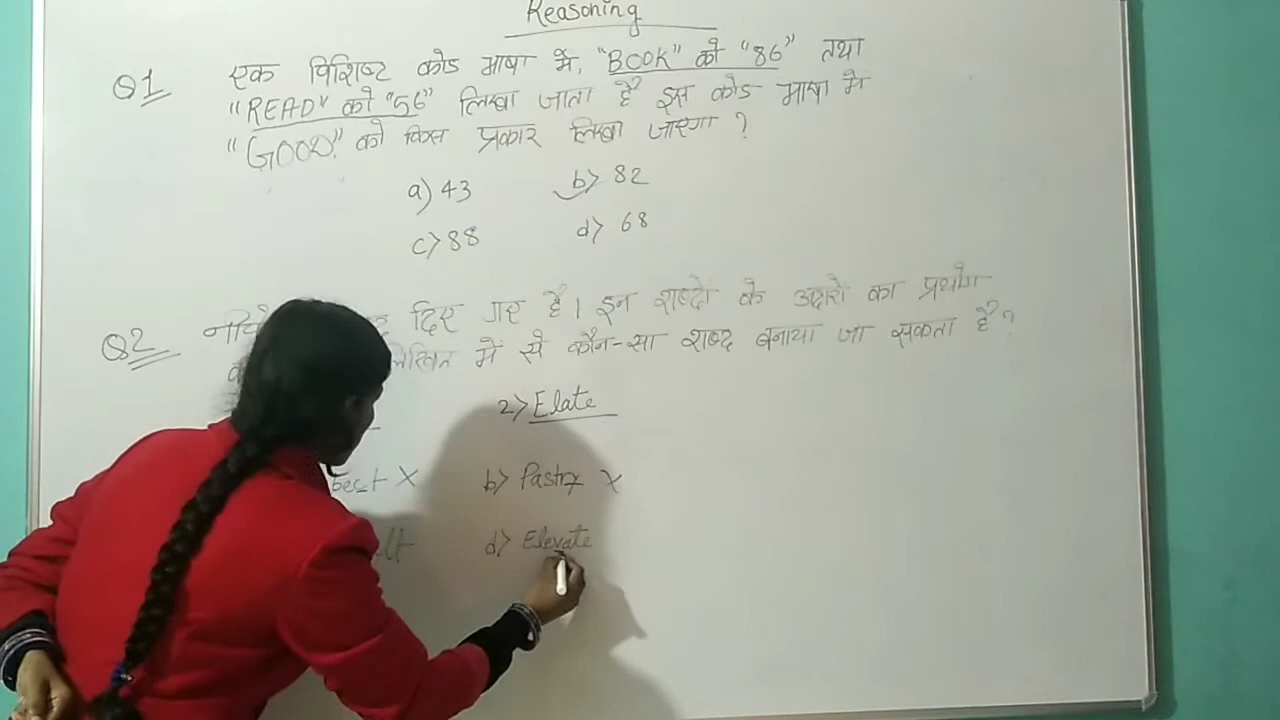 Reasoning
Q1 एक विशिष्ट कोड भाषा में, "BOOK" को "86" तथा
"READ" को "56" लिखा जाता है इस कोड भाषा में
"GOOD" को किस प्रकार लिखा जाएगा ?
a) 43 b) 82
c) 88 d) 68
Q2 दिए गए है। इन शब्दों के अक्षरों का प्रयोग
में से कौन-सा शब्द बनाया जा सकता है?
2) Elate
X b) Pastry X
d) Elevate